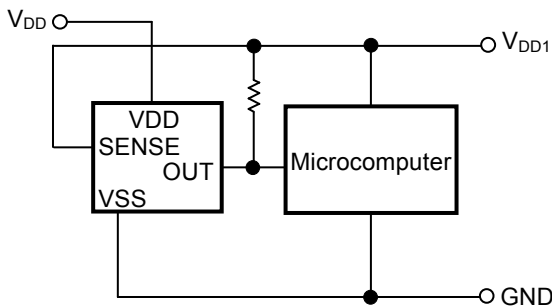 VDD
VDD1
VDD
SENSE
OUT
VSS
Microcomputer
GND